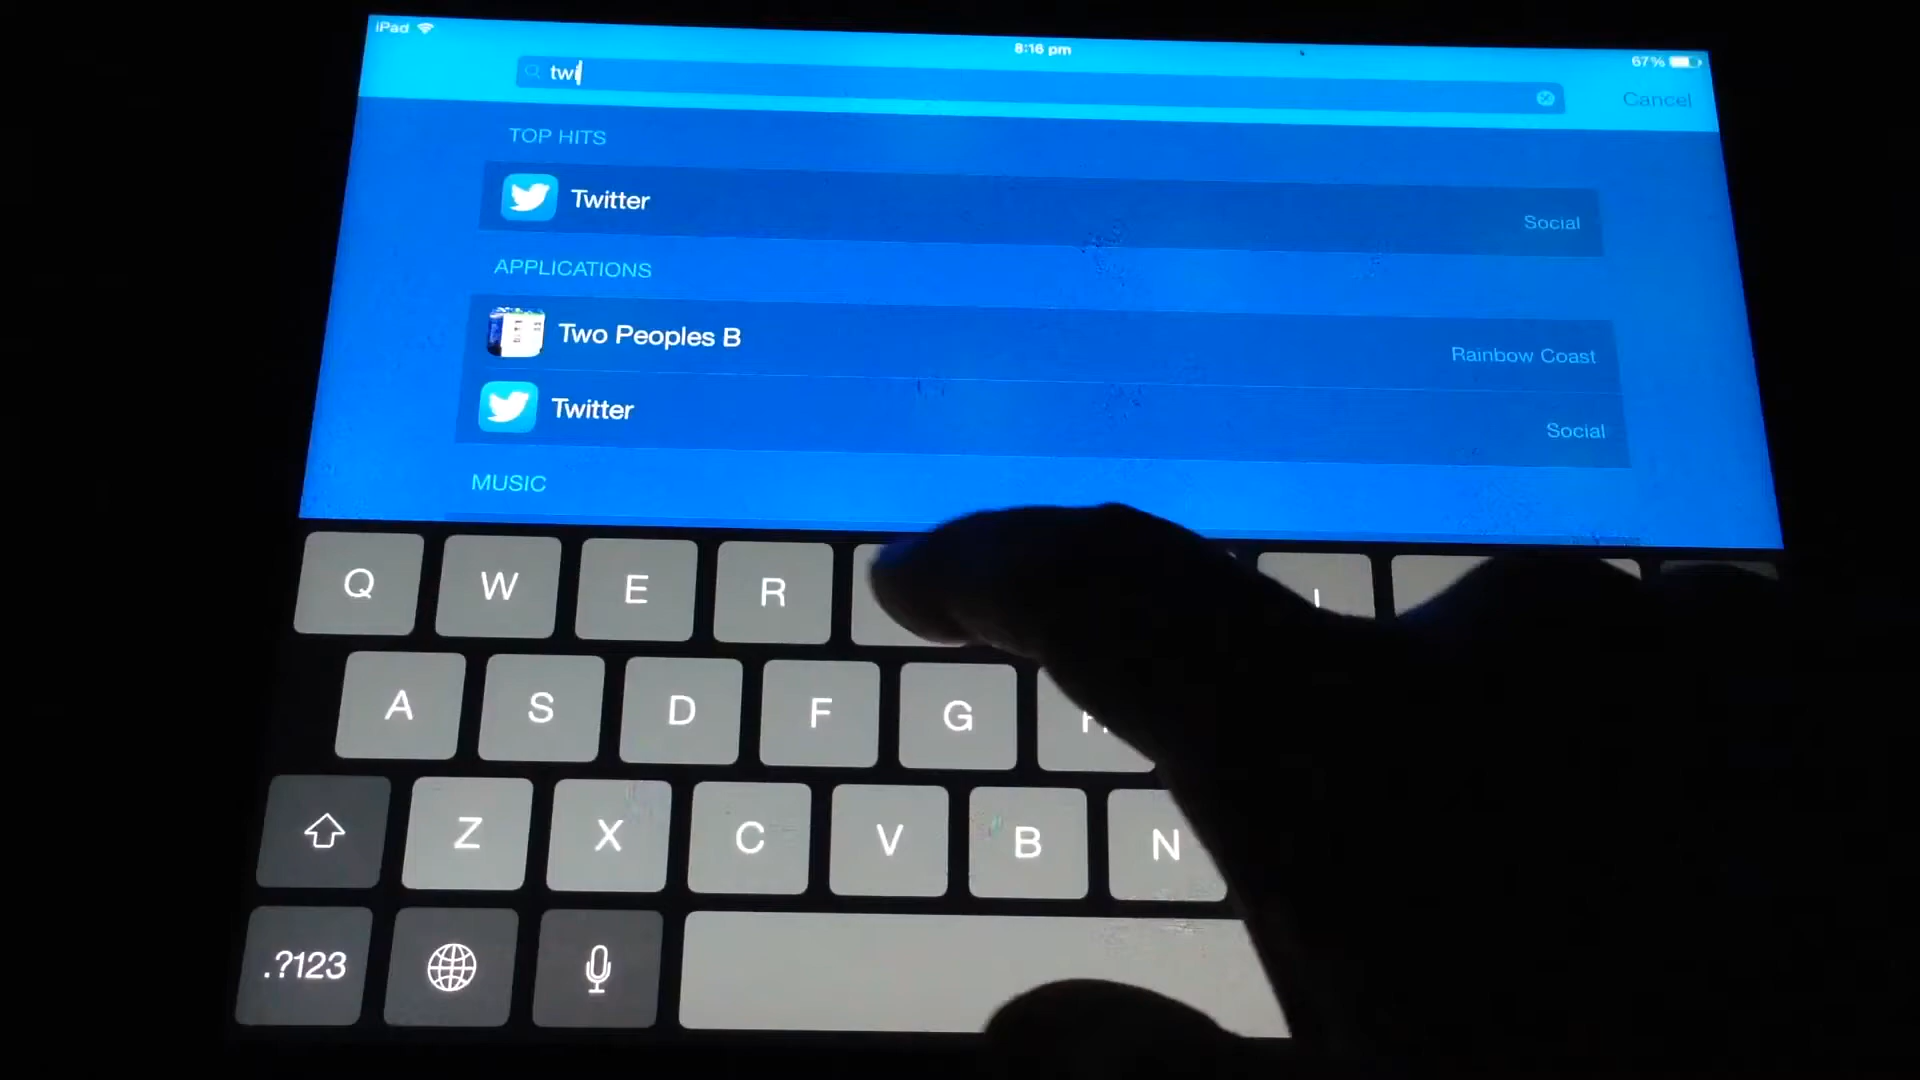 iPad
8:16 pm
67%
twi
Cancel
TOP HITS
Twitter
Social
APPLICATIONS
Two Peoples B
Rainbow Coast
Twitter
Social
MUSIC
Q W E R
A S D F G
Z X C V B N
.?123